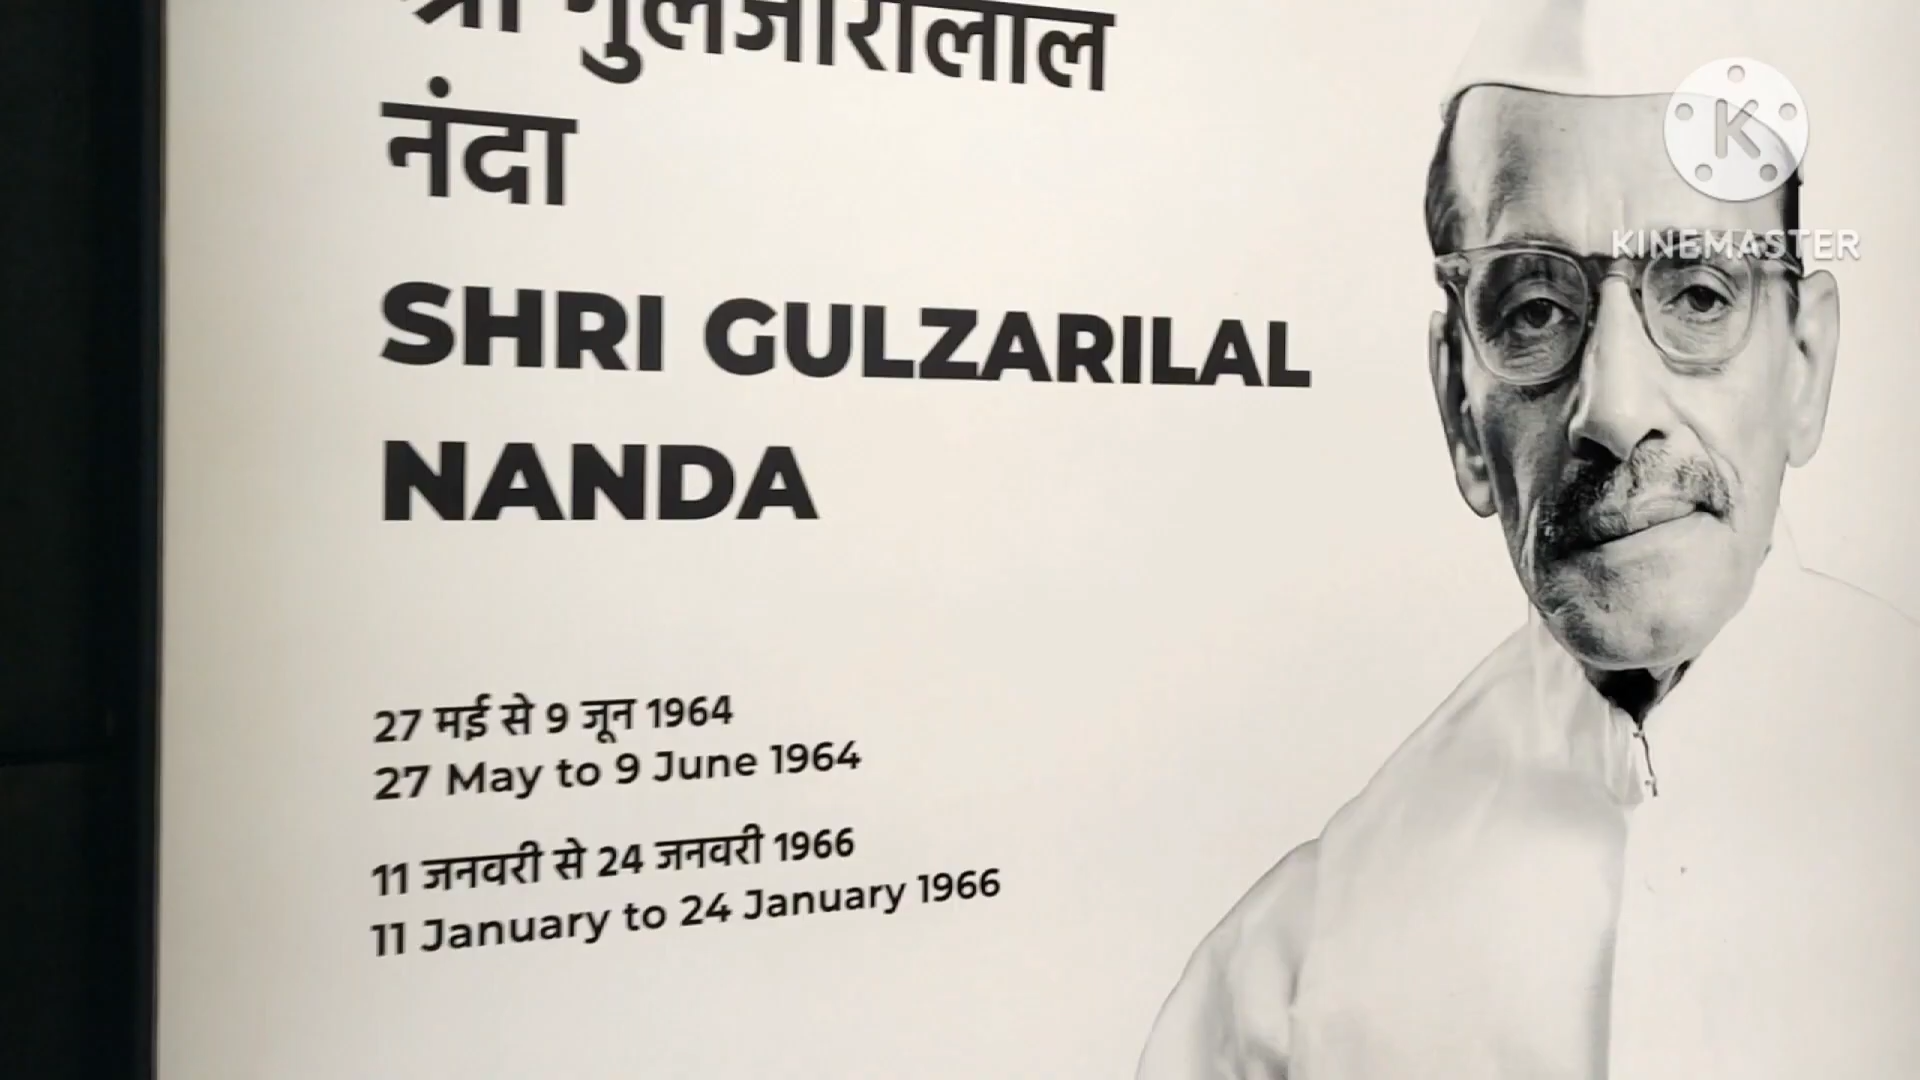 श्री गुलजारीलाल
नंदा
SHRI GULZARILAL
NANDA
27 मई से 9 जून 1964
27 May to 9 June 1964
11 जनवरी से 24 जनवरी 1966
11 January to 24 January 1966
K
KINEMASTER